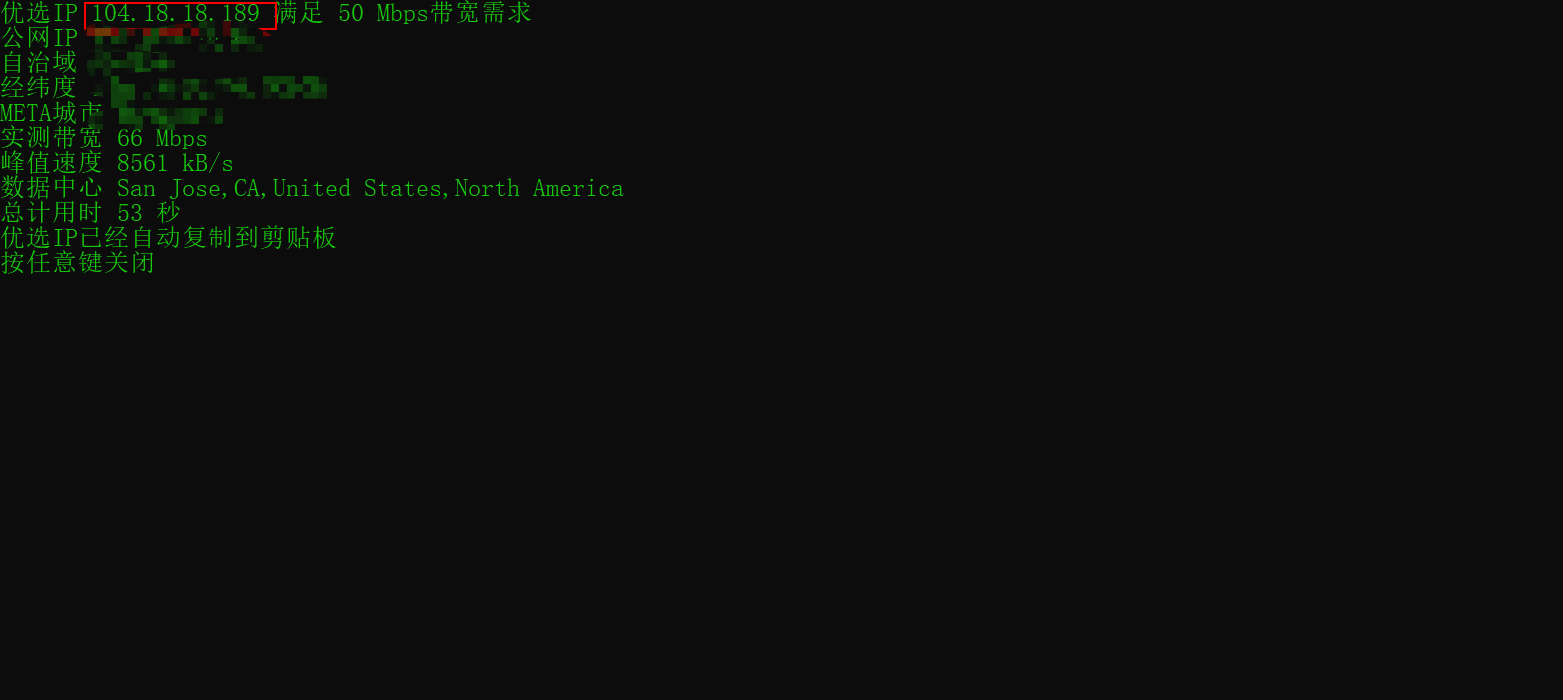 优选IP 104.18.18.189 满足 50 Mbps带宽需求
公网IP
自治域
经纬度
META城市
实测带宽 66 Mbps
峰值速度 8561 kB/s
数据中心 San Jose,CA,United States,North America
总计用时 53 秒
优选IP已经自动复制到剪贴板
按任意键关闭